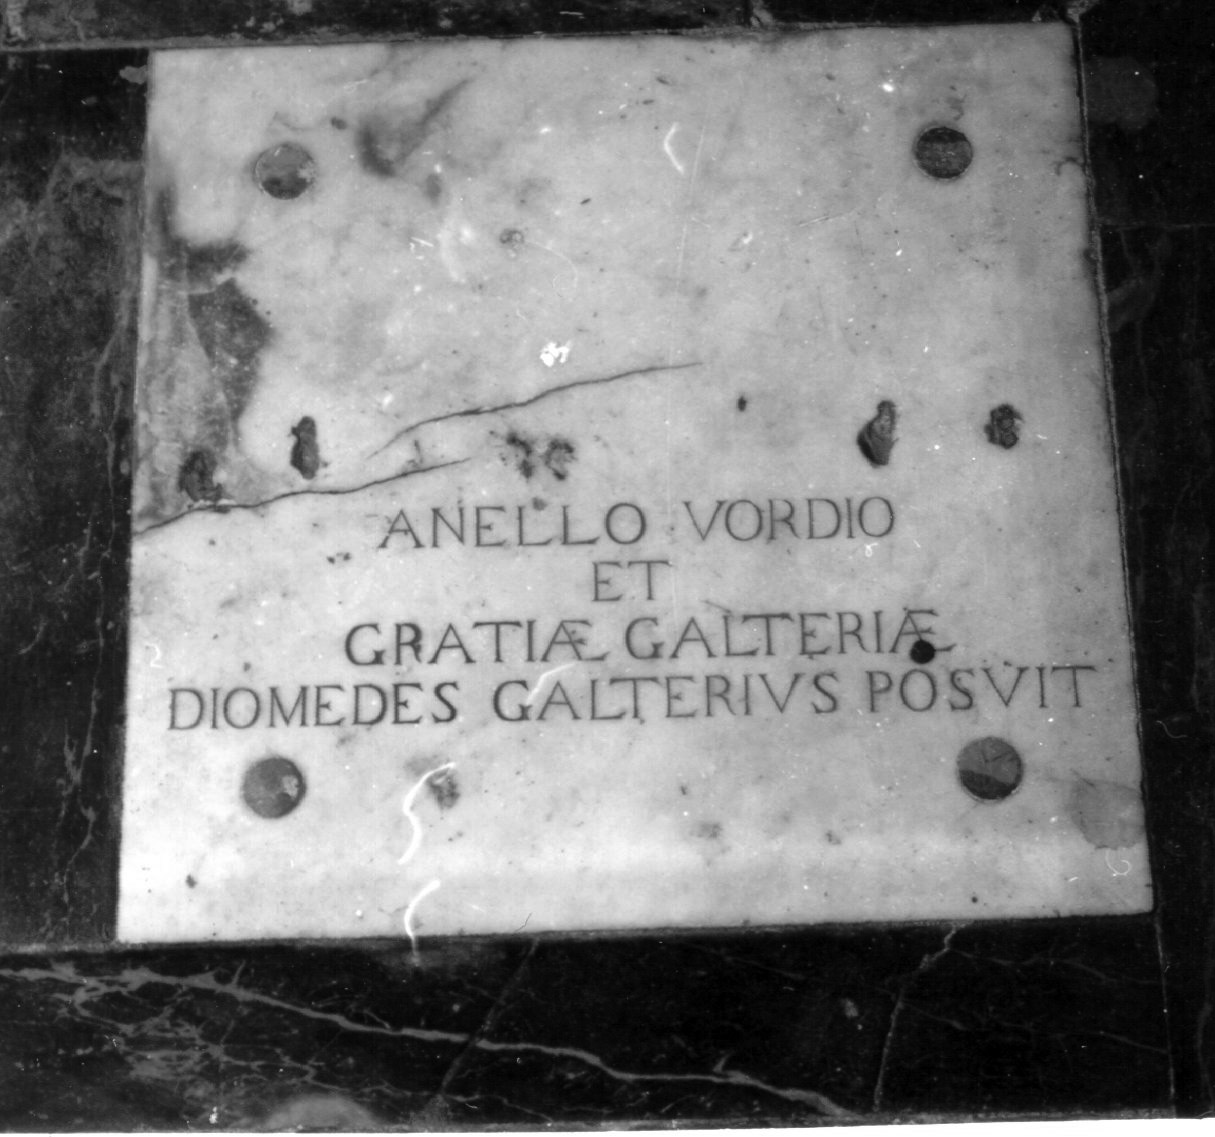 ANELLO VORDIO
ET
GRATIÆ GALTERIÆ
DIOMEDES GALTERIVS POSVIT